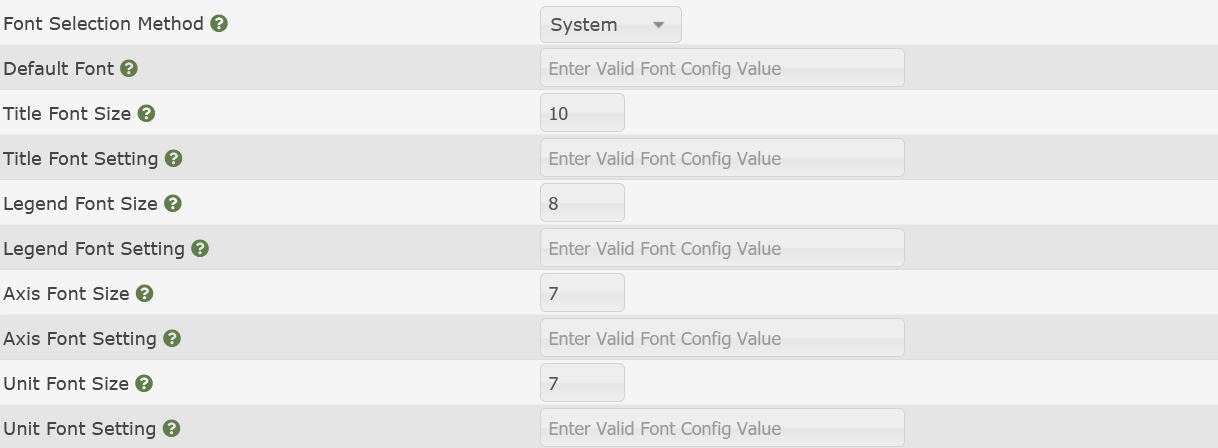 Font Selection Method System
Default Font Enter Valid Font Config Value
Title Font Size 10
Title Font Setting Enter Valid Font Config Value
Legend Font Size 8
Legend Font Setting Enter Valid Font Config Value
Axis Font Size 7
Axis Font Setting Enter Valid Font Config Value
Unit Font Size 7
Unit Font Setting Enter Valid Font Config Value